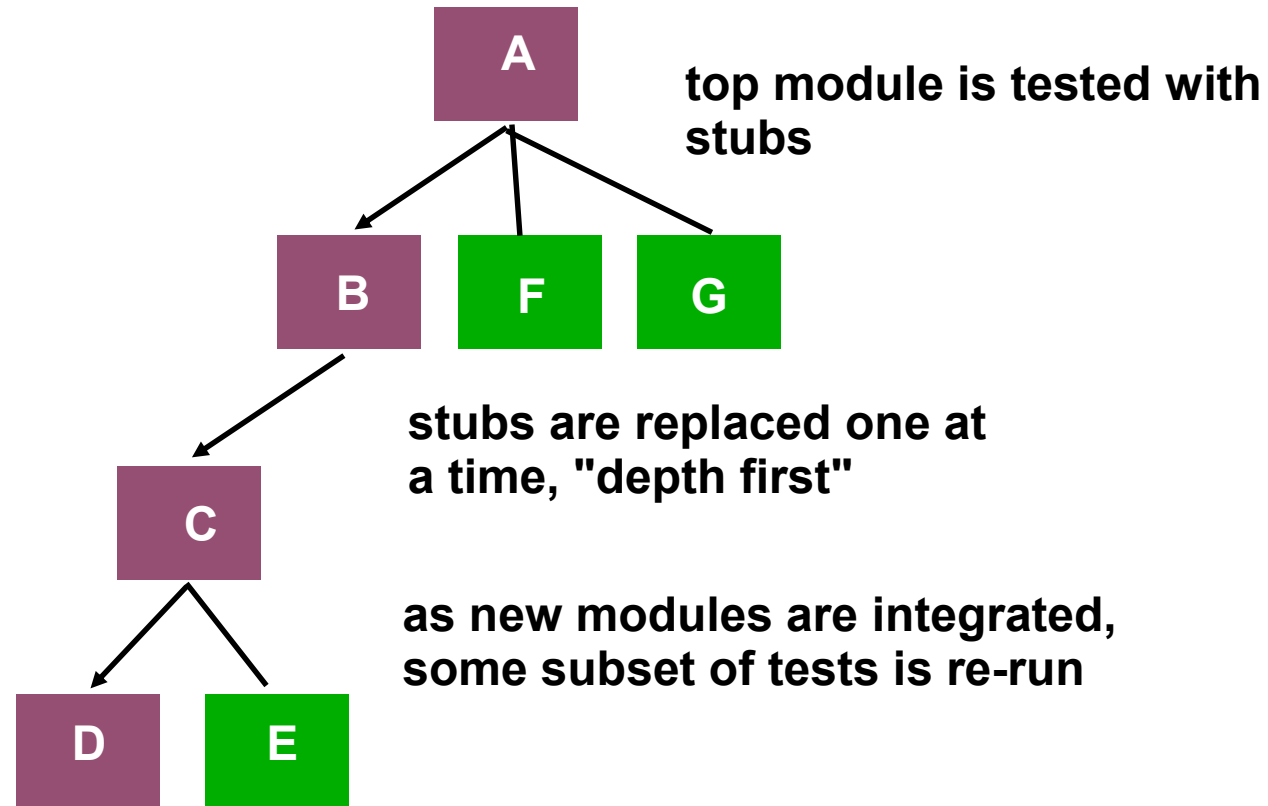 A
top module is tested with
stubs
B
F
G
stubs are replaced one at
a time, "depth first"
C
as new modules are integrated,
some subset of tests is re-run
D
E